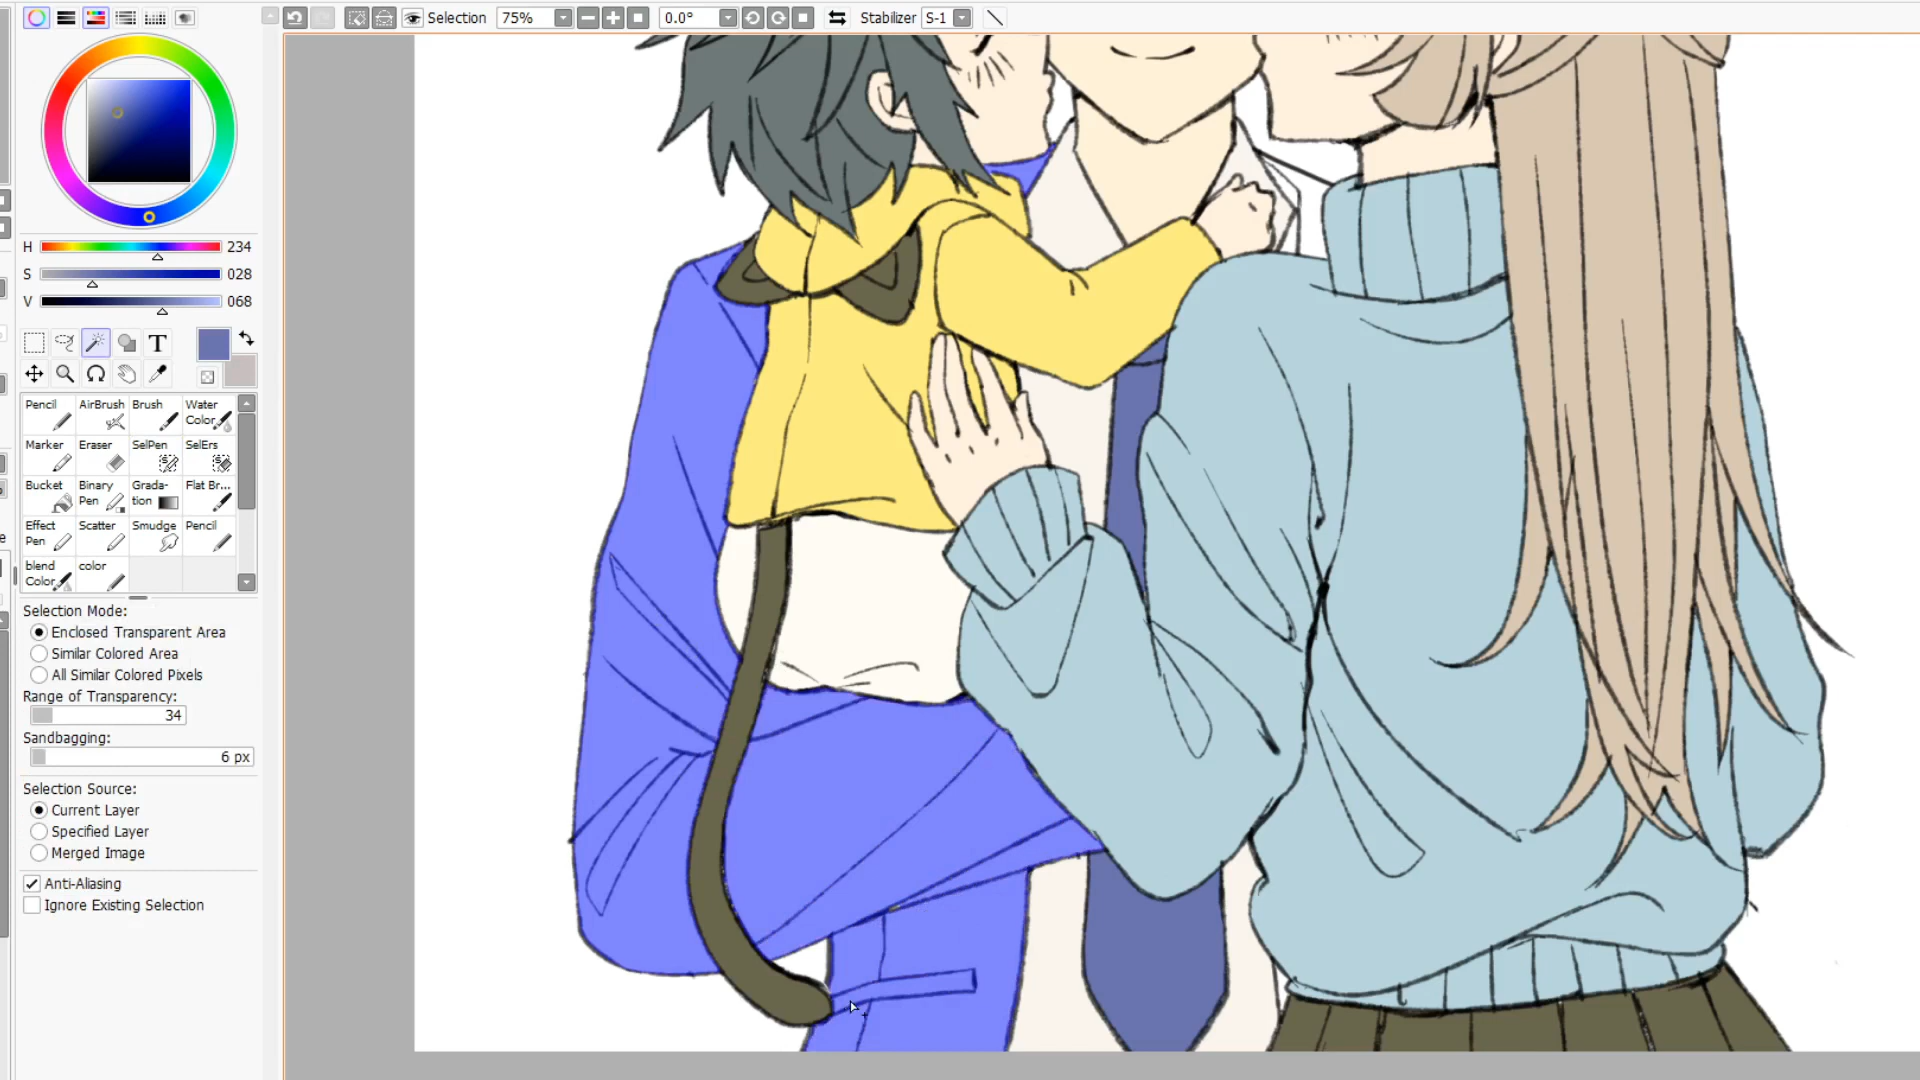 Selection 75% 0.0° Stabilizer S-1
H 234
S 028
V 068
T
Pencil AirBrush Brush Water Color
Marker Eraser SelPen SelErs
Bucket Binary Pen Grada-tion Flat Br...
Effect Pen Scatter Smudge Pencil
blend Color color
Selection Mode:
Enclosed Transparent Area
Similar Colored Area
All Similar Colored Pixels
Range of Transparency:
34
Sandbagging:
6 px
Selection Source:
Current Layer
Specified Layer
Merged Image
Anti-Aliasing
Ignore Existing Selection